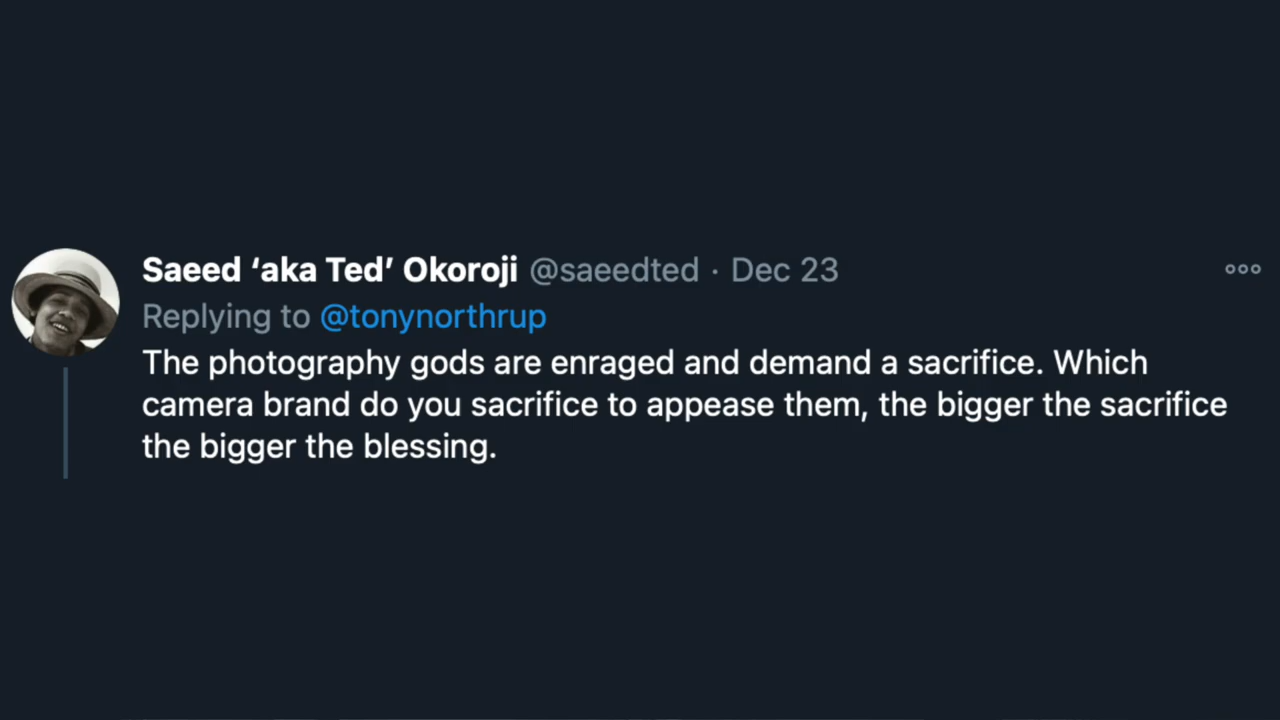 Saeed ‘aka Ted’ Okoroji @saeedted · Dec 23
Replying to @tonynorthrup
The photography gods are enraged and demand a sacrifice. Which
camera brand do you sacrifice to appease them, the bigger the sacrifice
the bigger the blessing.